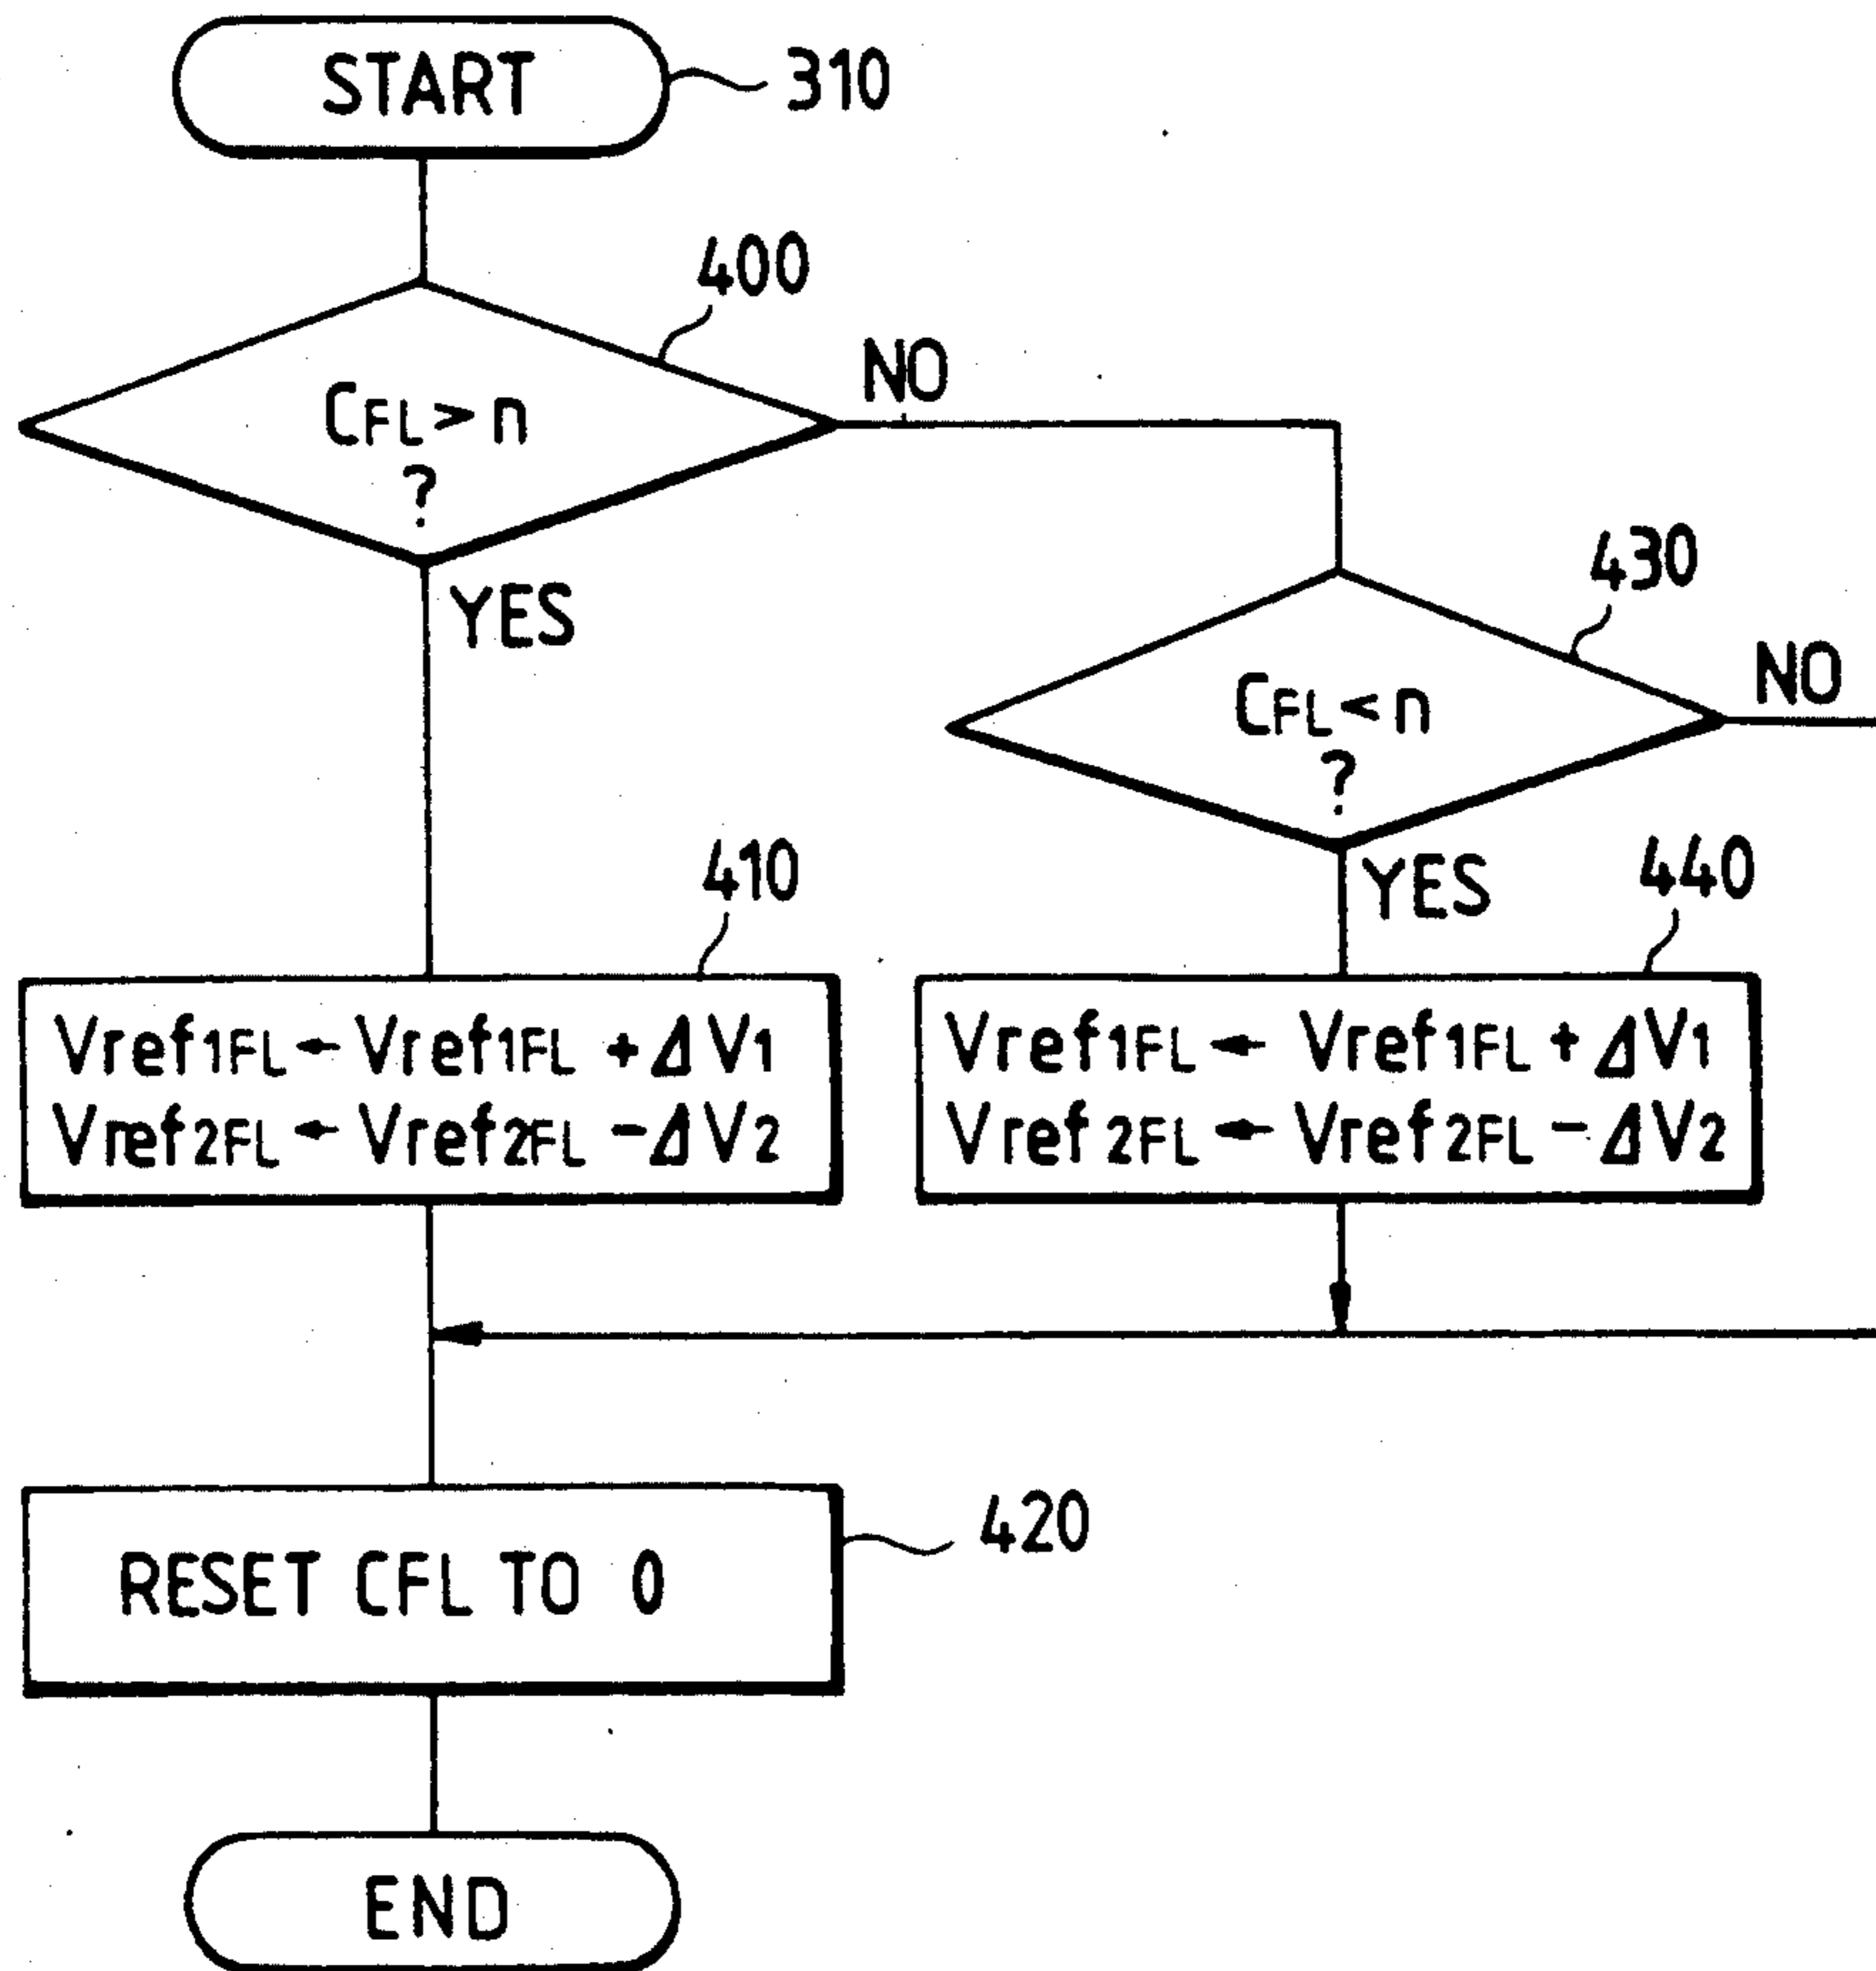 START
310
400
CFL > n
?
NO
YES
430
CFL < n
?
NO
YES
410
440
Vref1FL ← Vref1FL + ΔV1
Vref2FL ← Vref2FL - ΔV2
Vref1FL ← Vref1FL + ΔV1
Vref2FL ← Vref2FL - ΔV2
RESET CFL TO 0
420
END